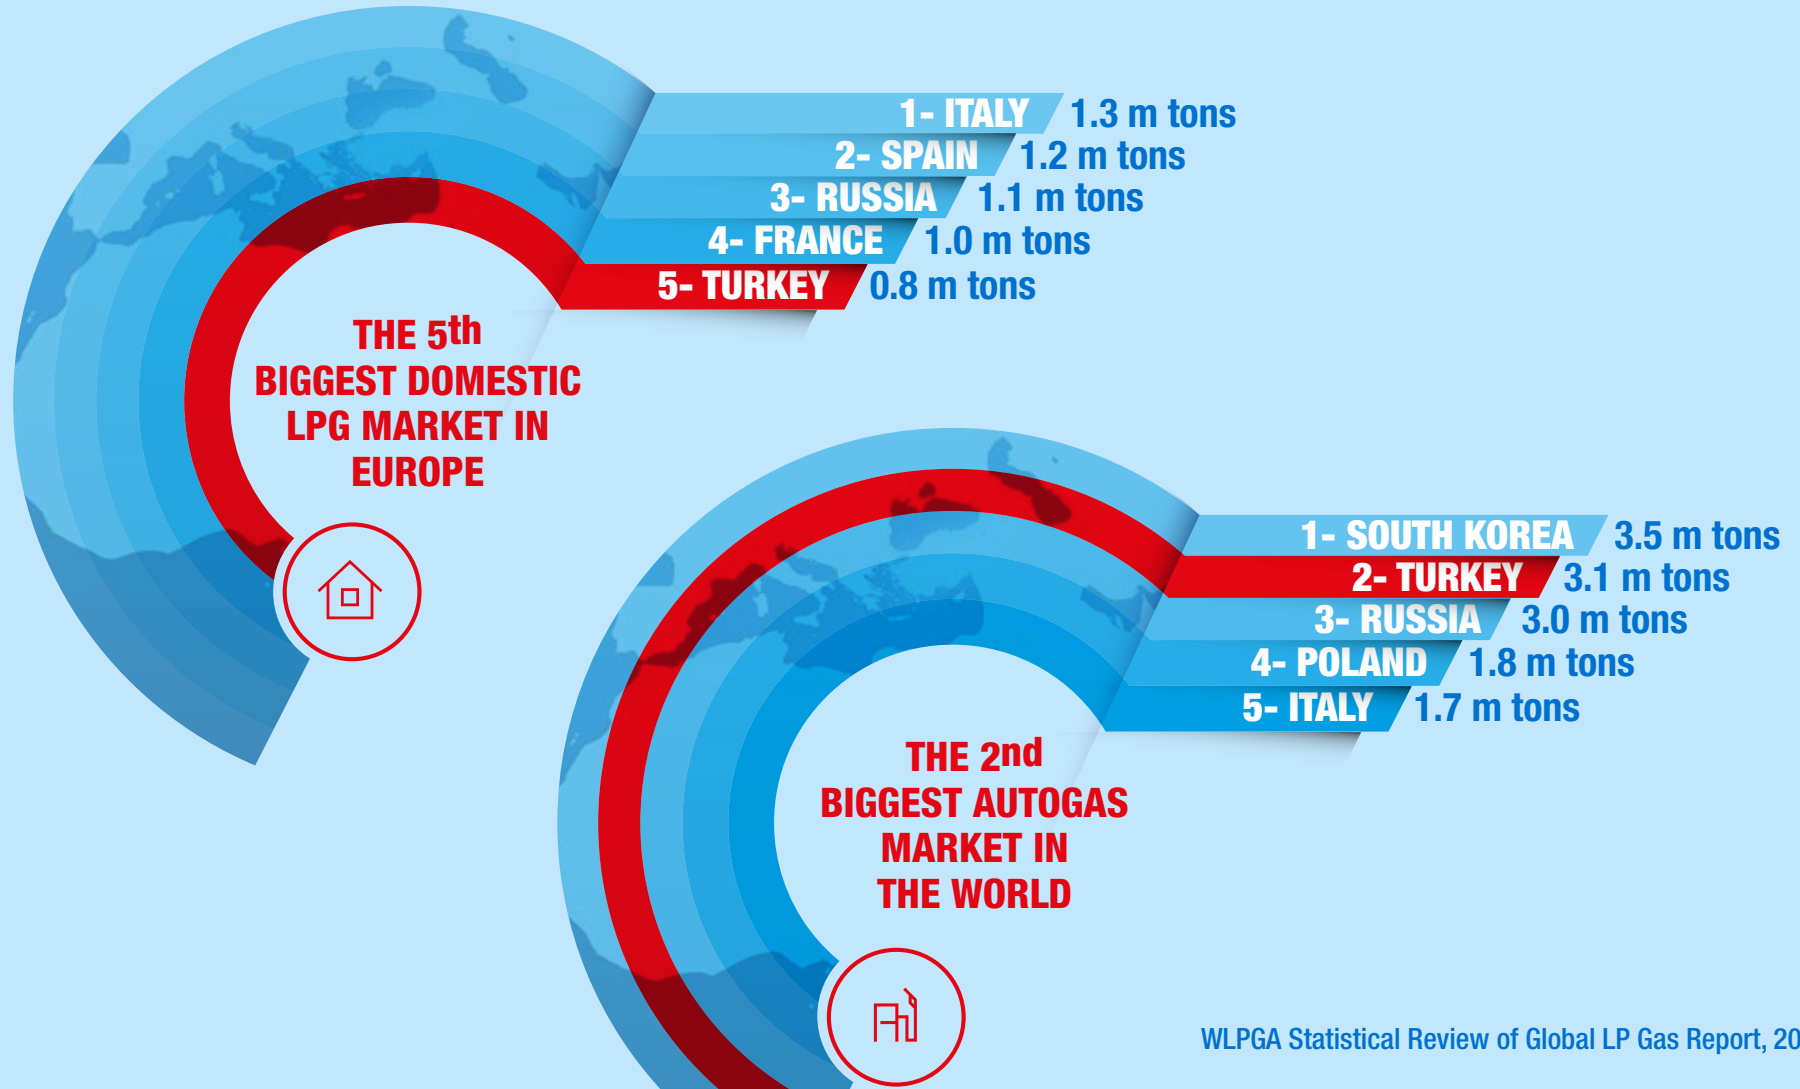 1- ITALY 1.3 m tons
2- SPAIN 1.2 m tons
3- RUSSIA 1.1 m tons
4- FRANCE 1.0 m tons
5- TURKEY 0.8 m tons
THE 5th
BIGGEST DOMESTIC
LPG MARKET IN
EUROPE
1- SOUTH KOREA 3.5 m tons
2- TURKEY 3.1 m tons
3- RUSSIA 3.0 m tons
4- POLAND 1.8 m tons
5- ITALY 1.7 m tons
THE 2nd
BIGGEST AUTOGAS
MARKET IN
THE WORLD
WLPGA Statistical Review of Global LP Gas Report,